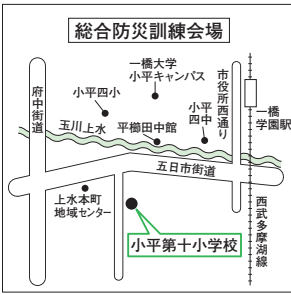 総合防災訓練会場
府中街道
小平四小
一橋大学
小平キャンパス
市役所西通り
一橋
学園駅
玉川上水
平櫛田中館
小平
四中
五日市街道
上水本町
地域センター
小平第十小学校
西武多摩湖線